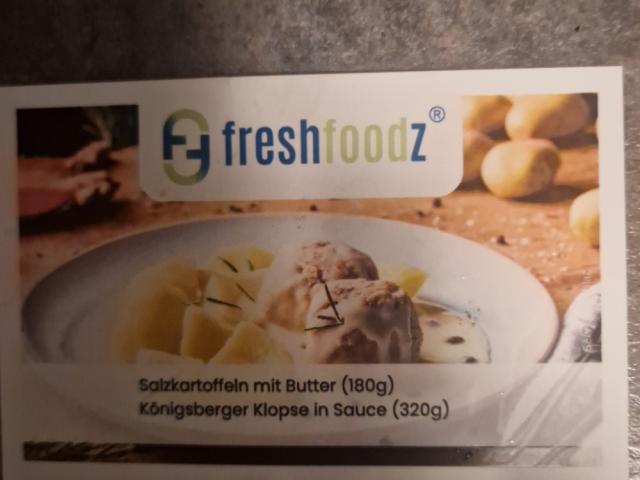 freshfoodz®
Salzkartoffeln mit Butter (180g)
Königsberger Klopse in Sauce (320g)